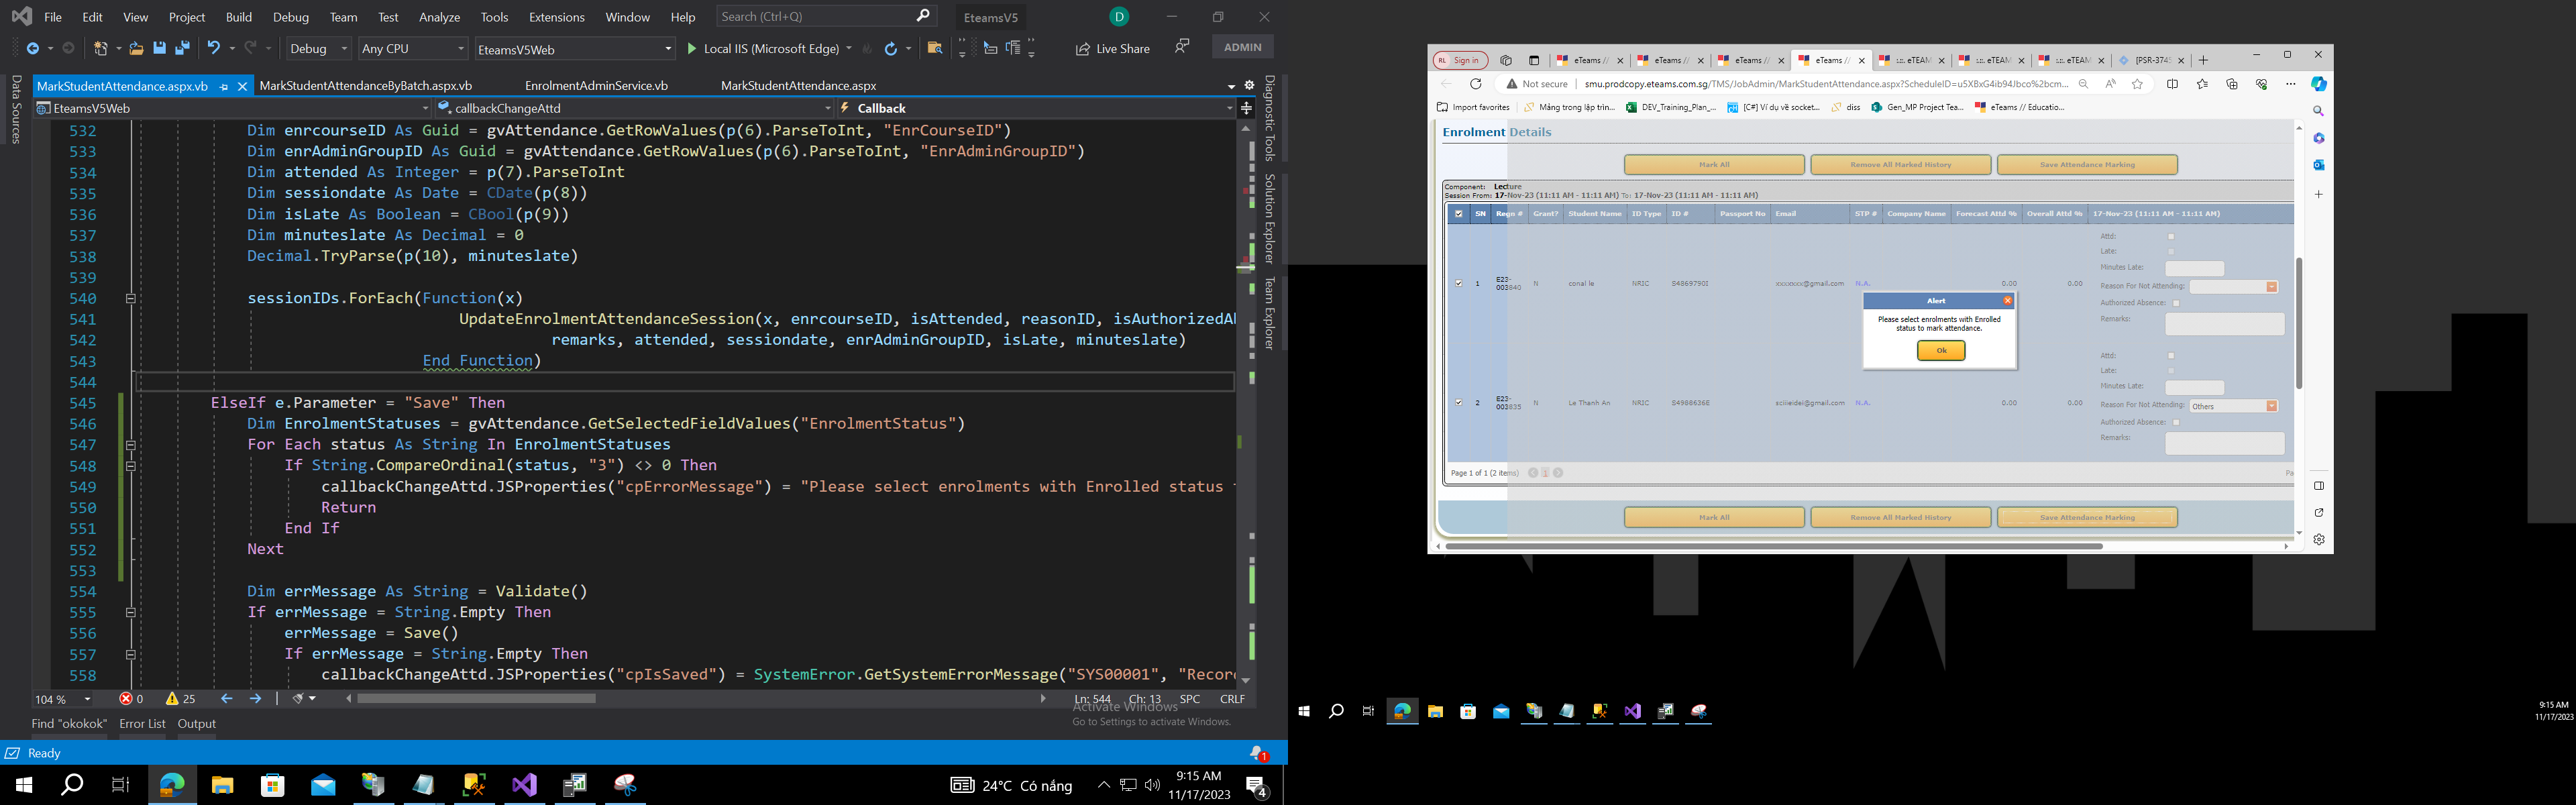 File Edit View Project Build Debug Team Test Analyze Tools Extensions Window Help Search (Ctrl+Q) EteamsV5 D
Debug Any CPU EteamsV5Web Local IIS (Microsoft Edge) Live Share ADMIN
MarkStudentAttendance.aspx.vb MarkStudentAttendanceByBatch.aspx.vb EnrolmentAdminService.vb MarkStudentAttendance.aspx
EteamsV5Web callbackChangeAttd Callback
Data Sources
532 Dim enrcourseID As Guid = gvAttendance.GetRowValues(p(6).ParseToInt, "EnrCourseID")
533 Dim enrAdminGroupID As Guid = gvAttendance.GetRowValues(p(6).ParseToInt, "EnrAdminGroupID")
534 Dim attended As Integer = p(7).ParseToInt
535 Dim sessiondate As Date = CDate(p(8))
536 Dim isLate As Boolean = CBool(p(9))
537 Dim minuteslate As Decimal = 0
538 Decimal.TryParse(p(10), minuteslate)
539
540 sessionIDs.ForEach(Function(x)
541 UpdateEnrolmentAttendanceSession(x, enrcourseID, isAttended, reasonID, isAuthorizedAb
542 remarks, attended, sessiondate, enrAdminGroupID, isLate, minuteslate)
543 End Function)
544
545 ElseIf e.Parameter = "Save" Then
546 Dim EnrolmentStatuses = gvAttendance.GetSelectedFieldValues("EnrolmentStatus")
547 For Each status As String In EnrolmentStatuses
548 If String.CompareOrdinal(status, "3") <> 0 Then
549 callbackChangeAttd.JSProperties("cpErrorMessage") = "Please select enrolments with Enrolled status
550 Return
551 End If
552 Next
553
554 Dim errMessage As String = Validate()
555 If errMessage = String.Empty Then
556 errMessage = Save()
557 If errMessage = String.Empty Then
558 callbackChangeAttd.JSProperties("cpIsSaved") = SystemError.GetSystemErrorMessage("SYS00001", "Recor
Diagnostic Tools
Solution Explorer
Team Explorer
104 % 0 25 Ln: 544 Ch: 13 SPC CRLF
Activate Windows
Go to Settings to activate Windows.
Find "okokok" Error List Output
Ready 1
24°C Có nắng 9:15 AM
11/17/2023 4
RL Sign in eTeams // eTeams // eTeams // eTeams // .::. eTEAM .::. eTEAM .::. eTEAM [PSR-3745
Not secure smu.prodcopy.eteams.com.sg/TMS/JobAdmin/MarkStudentAttendance.aspx?ScheduleID=u5XBxG4ib94Jbco%2bcm...
Import favorites Mảng trong lập trìn... DEV_Training_Plan_... [C#] Ví dụ về socket... diss Gen_MP Project Tea... eTeams // Educatio...
Enrolment Details
Mark All Remove All Marked History Save Attendance Marking
Component: Lecture
Session From: 17-Nov-23 (11:11 AM - 11:11 AM) To: 17-Nov-23 (11:11 AM - 11:11 AM)
SN Regn # Grant? Student Name ID Type ID # Passport No Email STP # Company Name Forecast Attd % Overall Attd % 17-Nov-23 (11:11 AM - 11:11 AM)
Attd:
Late:
Minutes Late:
1 E23-003840 N conal le NRIC S4869790I xxxxxxx@gmail.com N.A. 0.00 0.00 Reason For Not Attending:
Authorized Absence:
Remarks:
Alert
Please select enrolments with Enrolled
status to mark attendance.
Ok
Attd:
Late:
Minutes Late:
2 E23-003835 N Le Thanh An NRIC S4988636E N.A. 0.00 0.00 Reason For Not Attending: Others
Authorized Absence:
Remarks:
Page 1 of 1 (2 items) 1 Pa
Mark All Remove All Marked History Save Attendance Marking
9:15 AM
11/17/2023